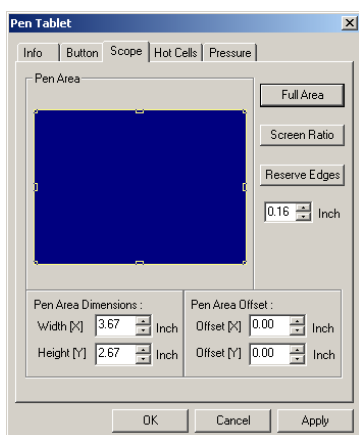 Pen Tablet
Info Button Scope Hot Cells Pressure
Pen Area
Full Area
Screen Ratio
Reserve Edges
0.16 Inch
Pen Area Dimensions :
Width [X] 3.67 Inch
Height [Y] 2.67 Inch
Pen Area Offset :
Offset [X] 0.00 Inch
Offset [Y] 0.00 Inch
OK Cancel Apply